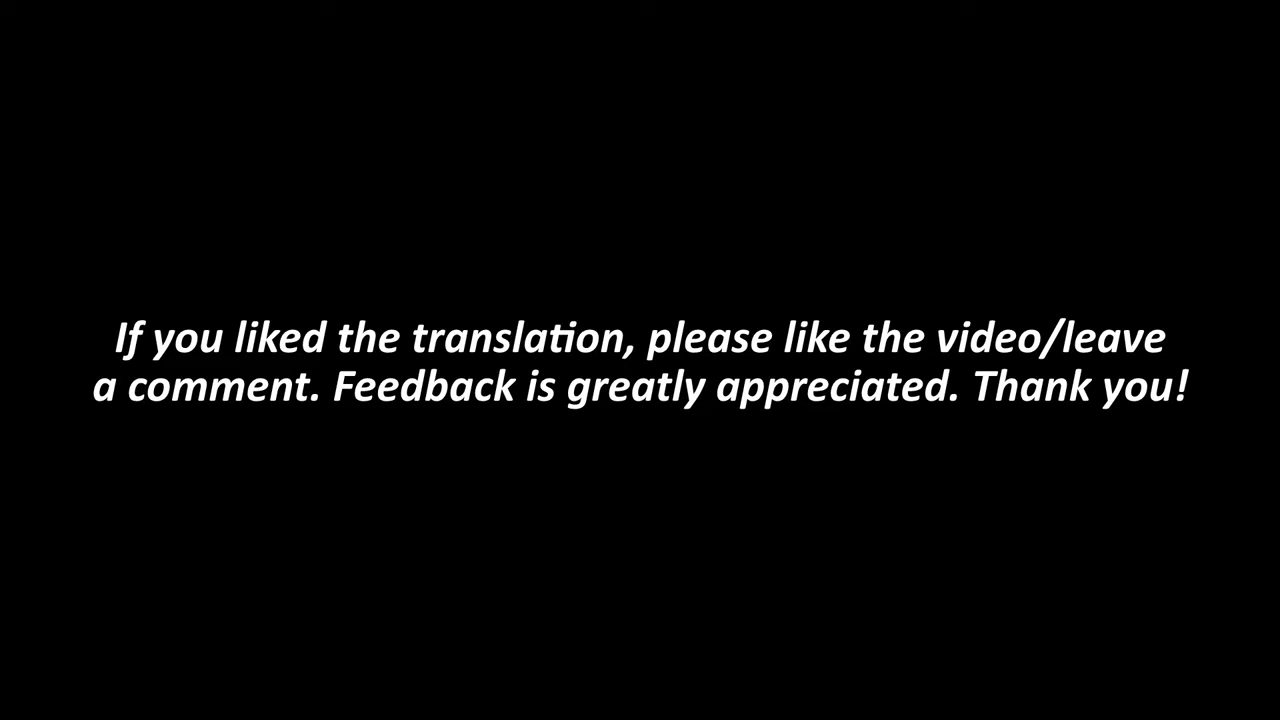 If you liked the translation, please like the video/leave
a comment. Feedback is greatly appreciated. Thank you!